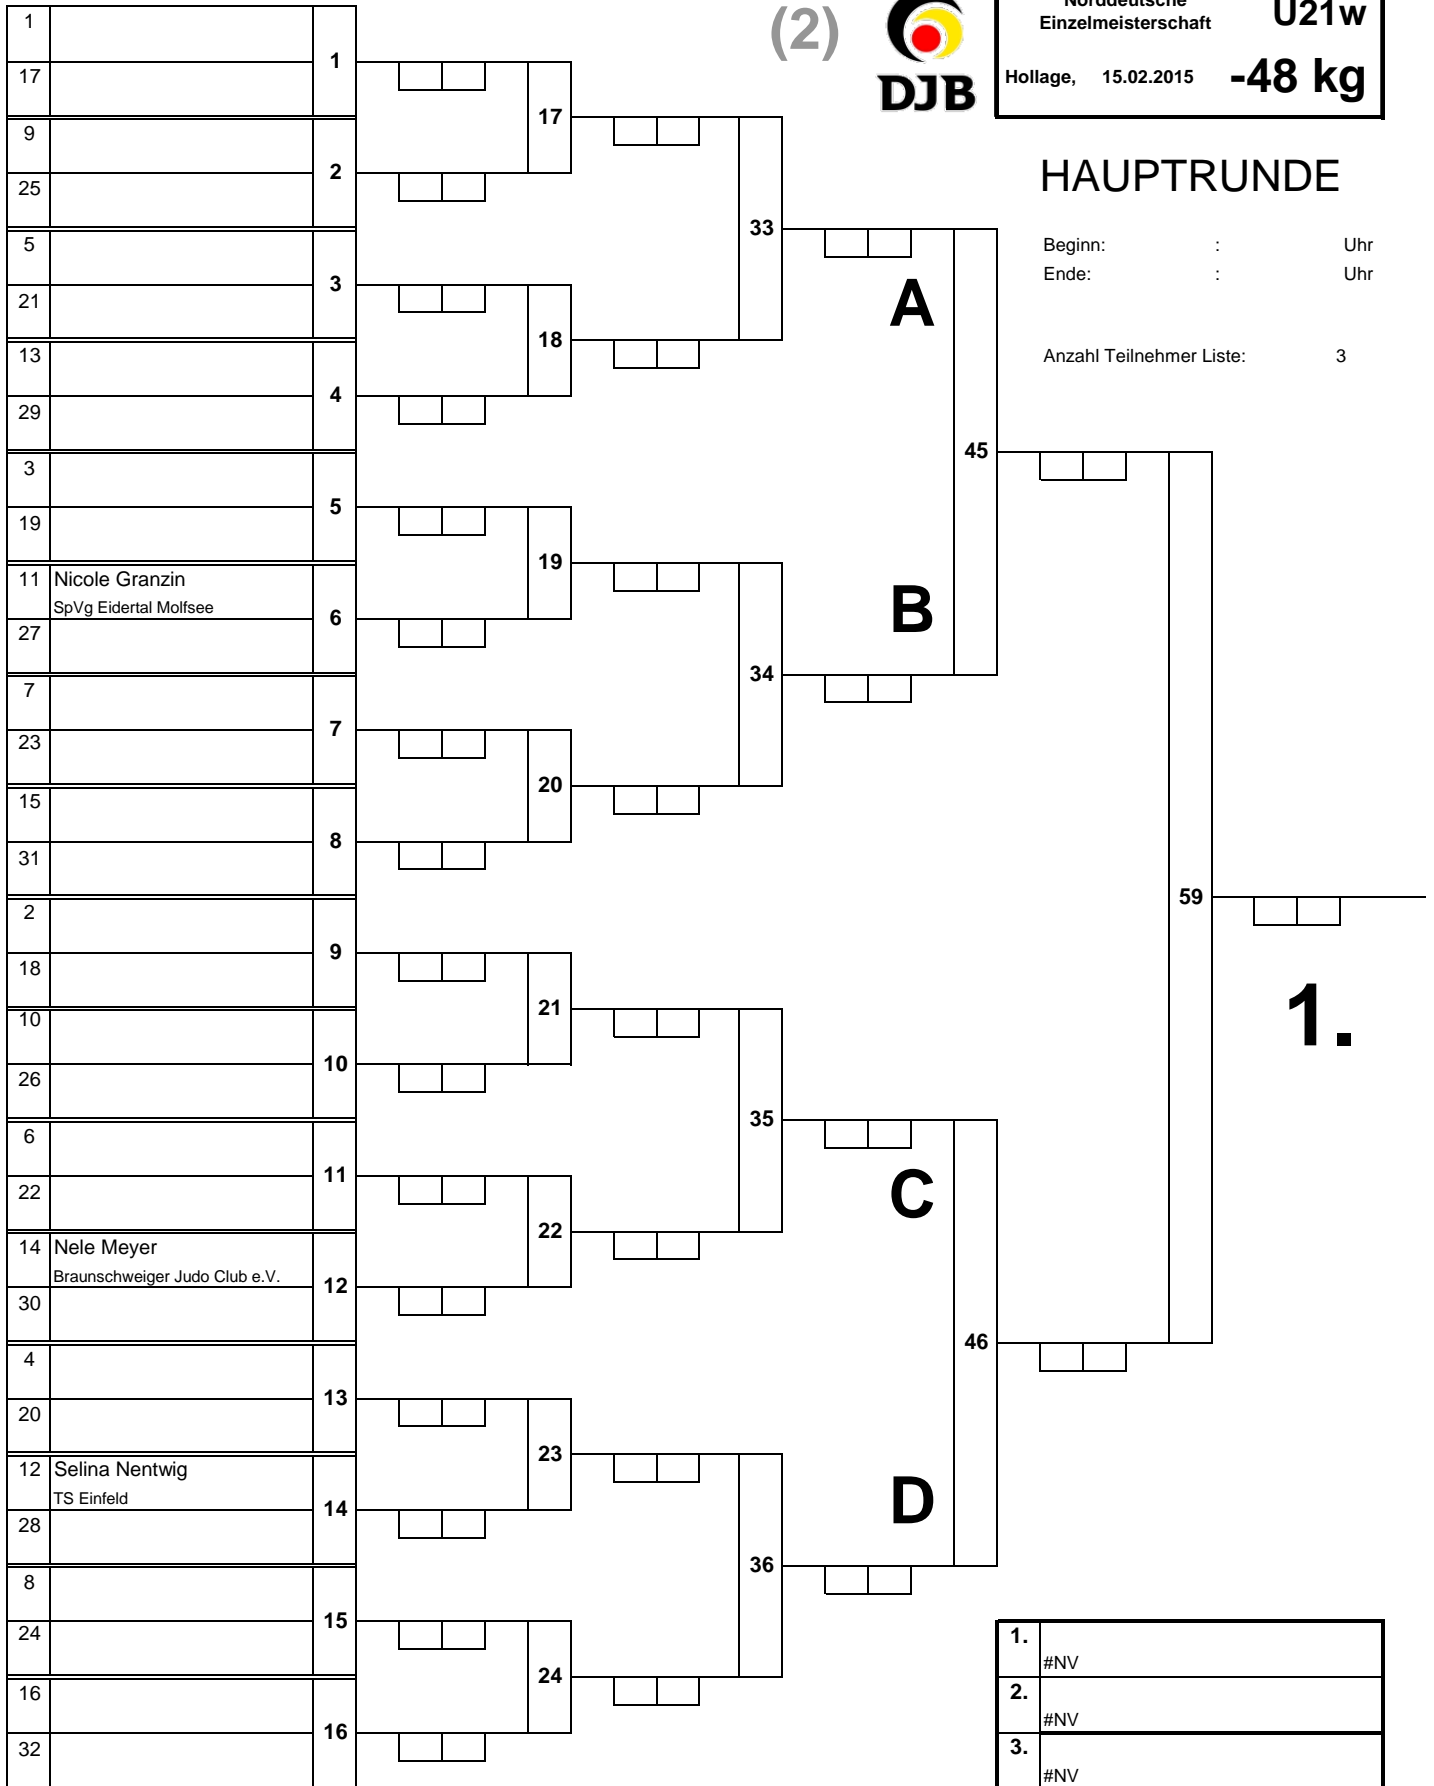 (2)
DJB
Norddeutsche
Einzelmeisterschaft
U21w
Hollage, 15.02.2015 -48 kg
HAUPTRUNDE
Beginn: : Uhr
Ende: : Uhr
Anzahl Teilnehmer Liste: 3
1
17
1
9
25
2
5
21
3
13
29
4
3
19
5
11 Nicole Granzin
SpVg Eidertal Molfsee
27
6
7
23
7
15
31
8
2
18
9
10
26
10
6
22
11
14 Nele Meyer
Braunschweiger Judo Club e.V.
30
12
4
20
13
12 Selina Nentwig
TS Einfeld
28
14
8
24
15
16
32
16
17
18
19
20
21
22
23
24
33
34
35
36
A
B
C
D
45
46
59
1.
1.
#NV
2.
#NV
3.
#NV